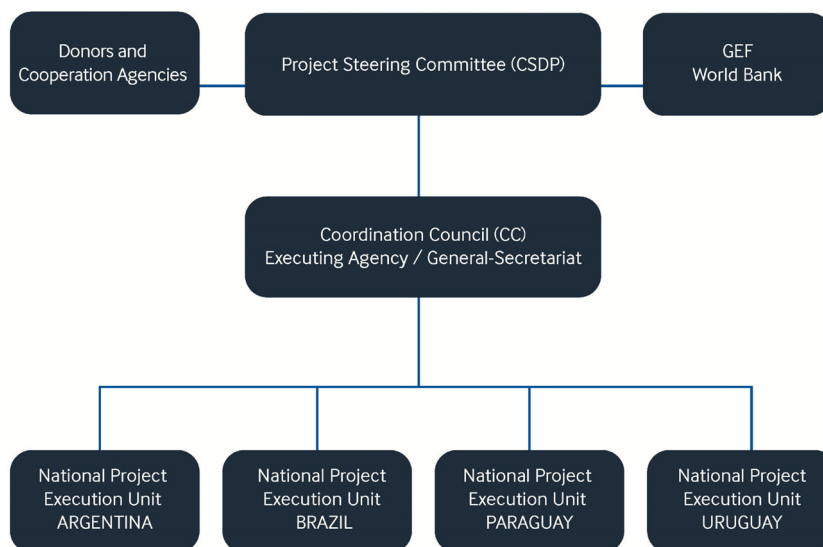 Donors and
Cooperation Agencies
Project Steering Committee (CSDP)
GEF
World Bank
Coordination Council (CC)
Executing Agency / General-Secretariat
National Project
Execution Unit
ARGENTINA
National Project
Execution Unit
BRAZIL
National Project
Execution Unit
PARAGUAY
National Project
Execution Unit
URUGUAY